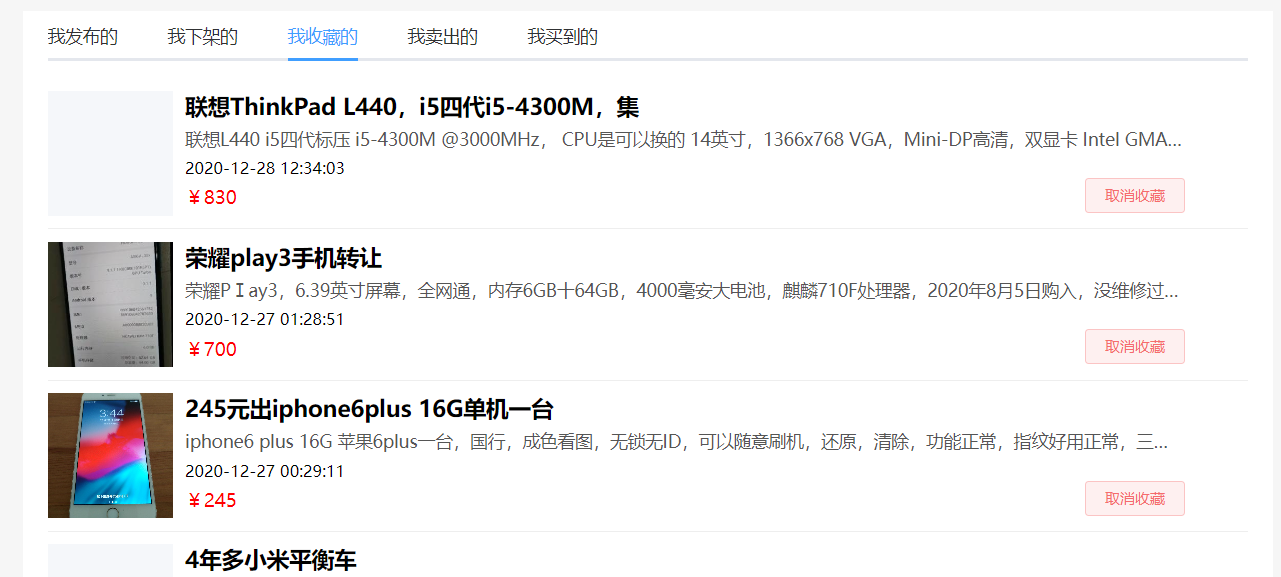 我发布的 我下架的 我收藏的 我卖出的 我买到的
联想ThinkPad L440，i5四代i5-4300M，集
联想L440 i5四代标压 i5-4300M @3000MHz， CPU是可以换的 14英寸，1366x768 VGA，Mini-DP高清，双显卡 Intel GMA...
2020-12-28 12:34:03
￥830
取消收藏
荣耀play3手机转让
荣耀PＩay3，6.39英寸屏幕，全网通，内存6GB十64GB，4000毫安大电池，麒麟710F处理器，2020年8月5日购入，没维修过...
2020-12-27 01:28:51
￥700
取消收藏
245元出iphone6plus 16G单机一台
iphone6 plus 16G 苹果6plus一台，国行，成色看图，无锁无ID，可以随意刷机，还原，清除，功能正常，指纹好用正常，三...
2020-12-27 00:29:11
￥245
取消收藏
3:44
4年多小米平衡车